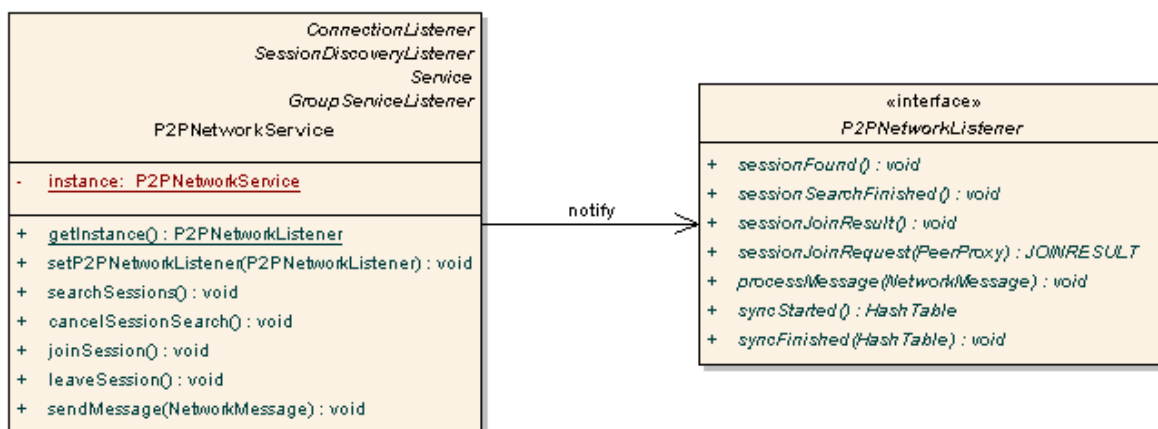 ConnectionListener
SessionDiscoveryListener
Service
GroupServiceListener
P2PNetworkService
- instance: P2PNetworkService
+ getInstance() : P2PNetworkListener
+ setP2PNetworkListener(P2PNetworkListener) : void
+ searchSessions() : void
+ cancelSessionSearch() : void
+ joinSession() : void
+ leaveSession() : void
+ sendMessage(NetworkMessage) : void
notify
«interface»
P2PNetworkListener
+ sessionFound() : void
+ sessionSearchFinished() : void
+ sessionJoinResult() : void
+ sessionJoinRequest(PeerProxy) : JOINRESULT
+ processMessage(NetworkMessage) : void
+ syncStarted() : HashTable
+ syncFinished(HashTable) : void